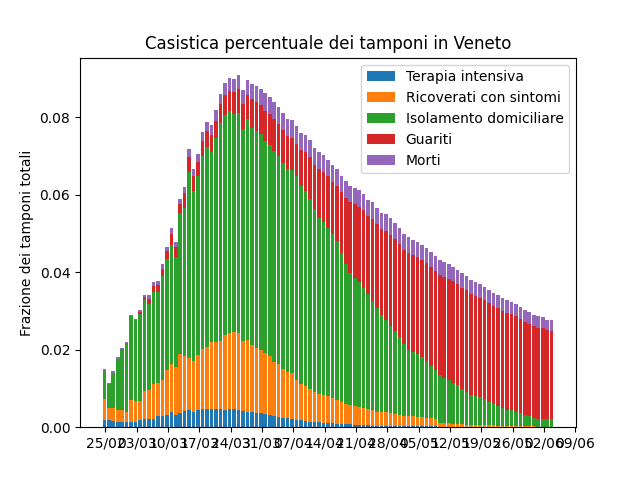 Casistica percentuale dei tamponi in Veneto
Terapia intensiva
Ricoverati con sintomi
Isolamento domiciliare
Guariti
Morti
Frazione dei tamponi totali
0.08
0.06
0.04
0.02
0.00
25/02 03/03 10/03 17/03 24/03 31/03 07/04 14/04 21/04 28/04 05/05 12/05 19/05 26/05 02/06 09/06